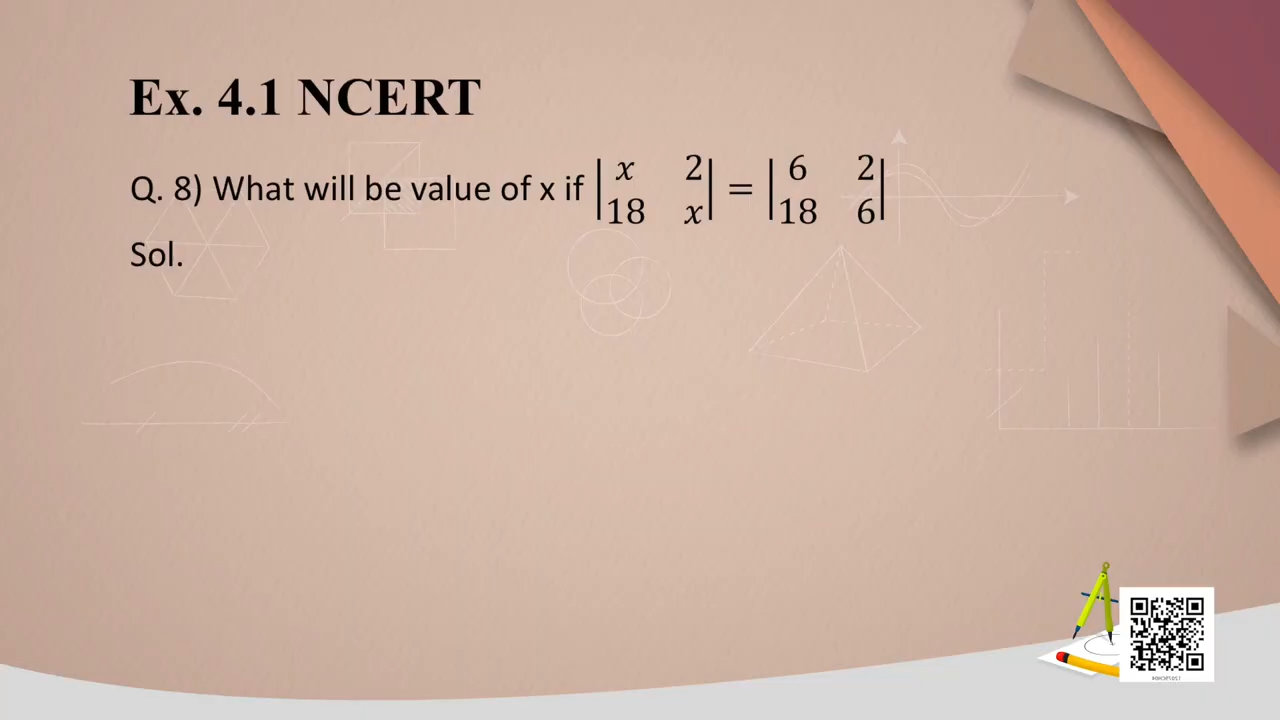 Ex. 4.1 NCERT
Q. 8) What will be value of x if |x 2 18 x| = |6 2 18 6|
Sol.